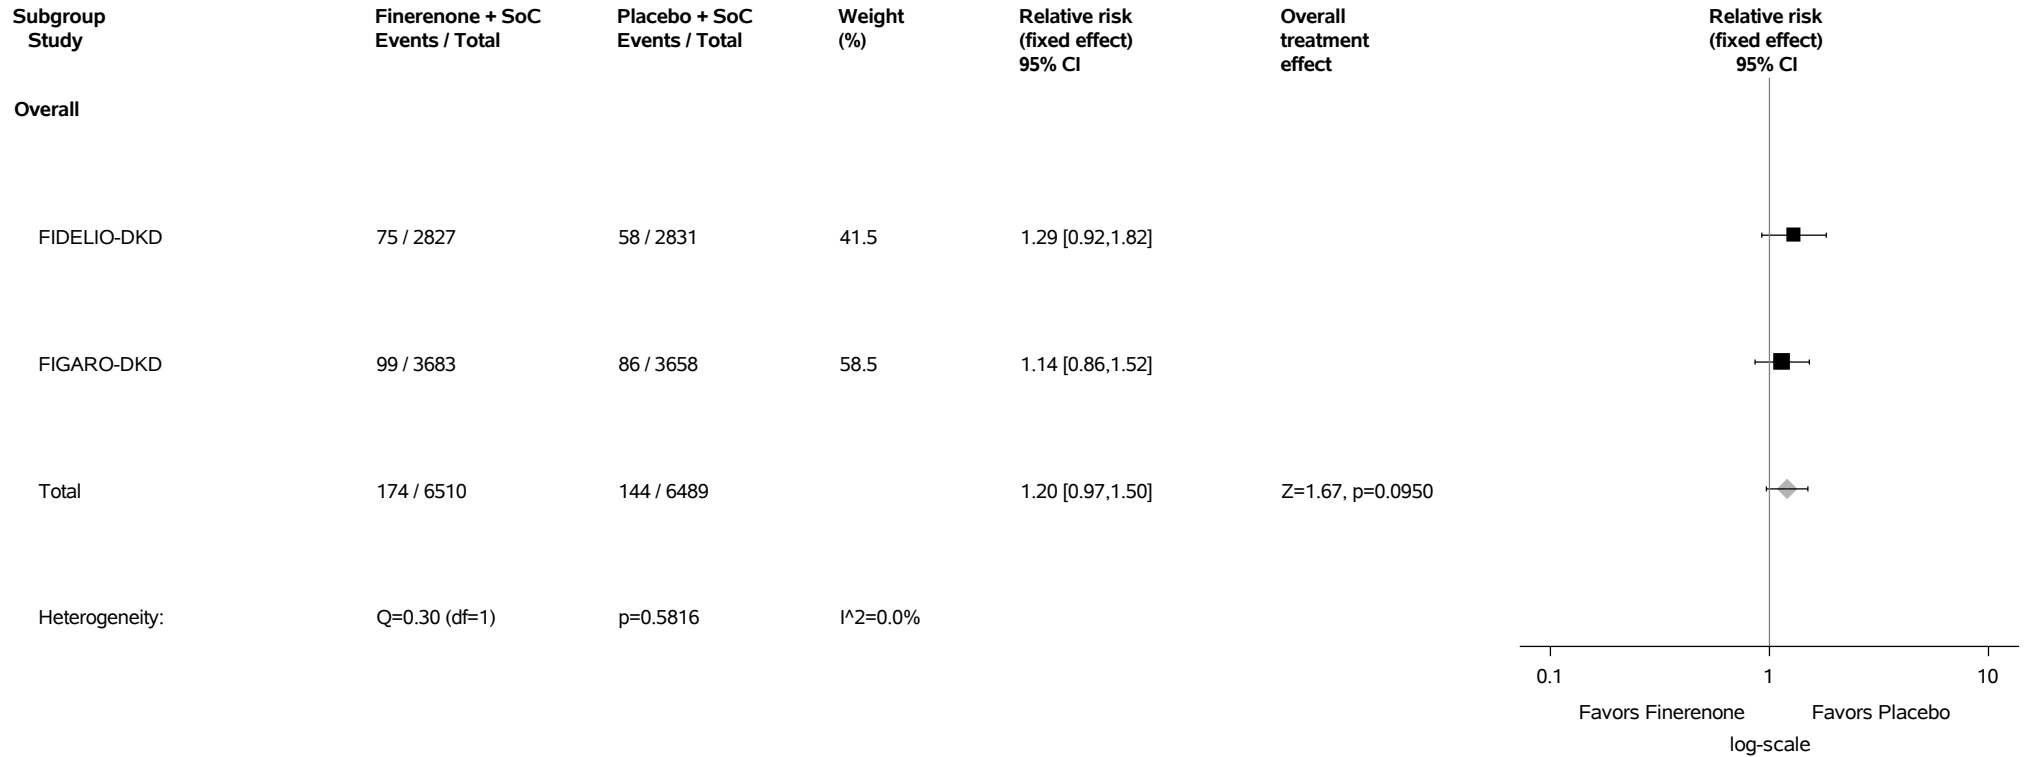 Subgroup Finerenone + SoC Placebo + SoC Weight Relative risk Overall Relative risk
Study Events / Total Events / Total (%) (fixed effect) treatment (fixed effect)
95% CI effect 95% CI
Overall
FIDELIO-DKD 75 / 2827 58 / 2831 41.5 1.29 [0.92,1.82]
FIGARO-DKD 99 / 3683 86 / 3658 58.5 1.14 [0.86,1.52]
Total 174 / 6510 144 / 6489 1.20 [0.97,1.50] Z=1.67, p=0.0950
Heterogeneity: Q=0.30 (df=1) p=0.5816 I^2=0.0%
0.1 1 10
Favors Finerenone Favors Placebo
log-scale